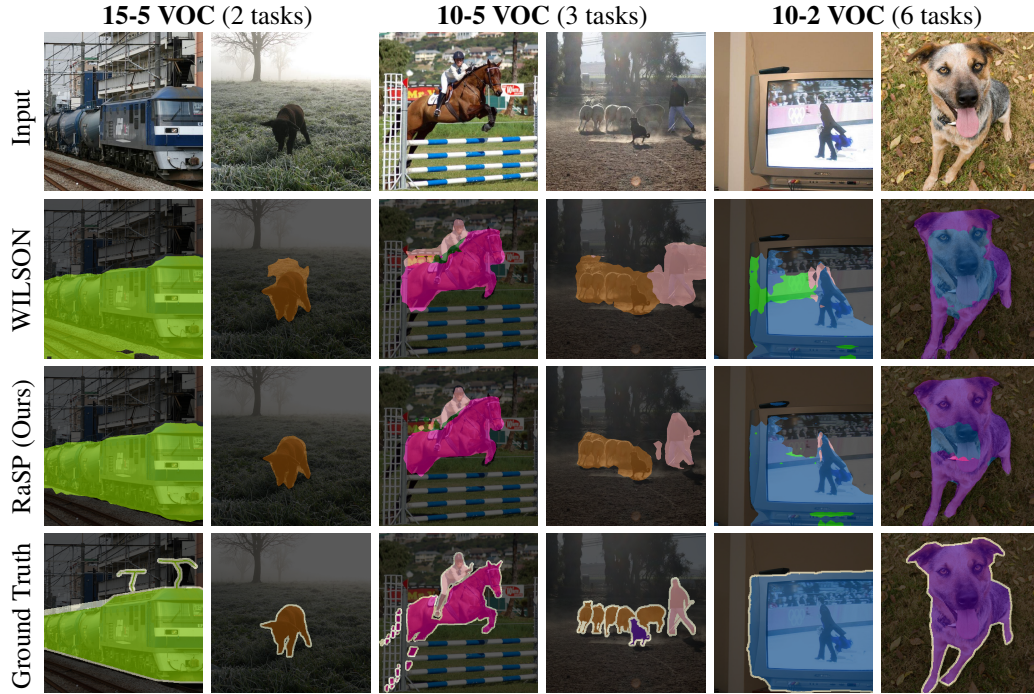 15-5 VOC (2 tasks) 10-5 VOC (3 tasks) 10-2 VOC (6 tasks)
Input
WILSON
RaSP (Ours)
Ground Truth